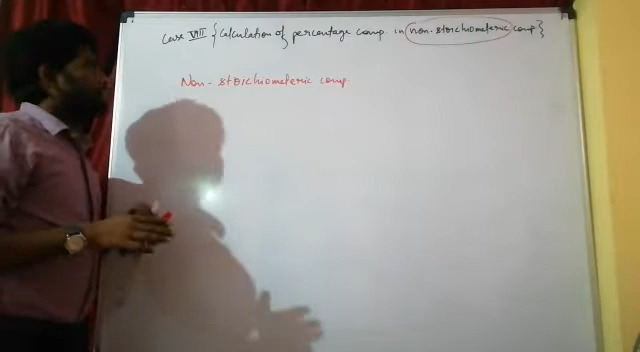 Case VIII { Calculation of percentage comp. in non-stoichiometric comp }
Non-stoichiometric comp.